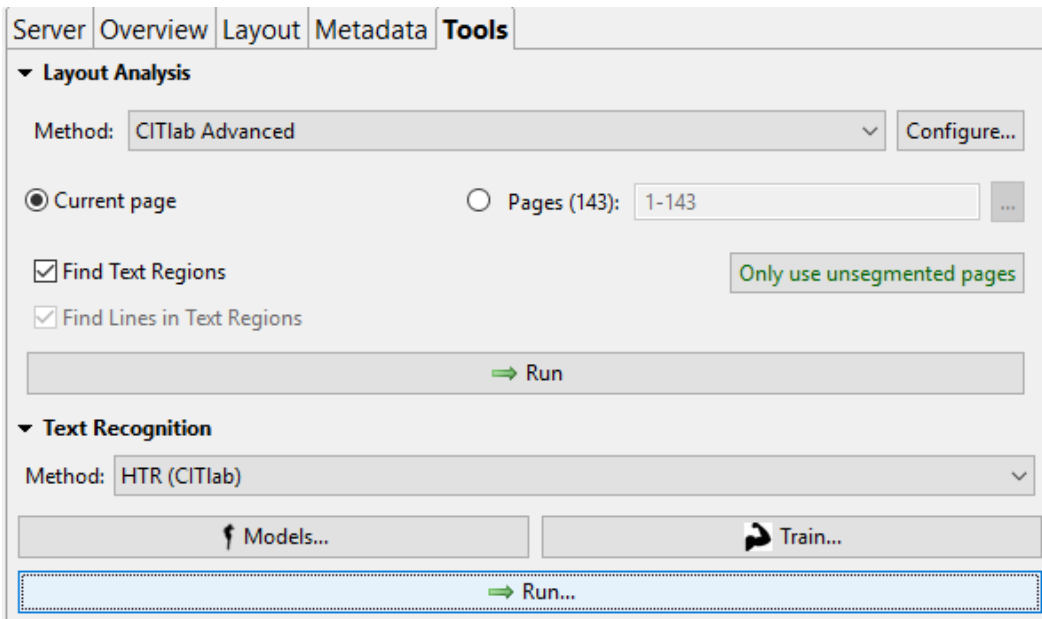 Server Overview Layout Metadata Tools
Layout Analysis
Method: CITlab Advanced Configure...
Current page Pages (143): 1-143 ...
Find Text Regions Only use unsegmented pages
Find Lines in Text Regions
Run
Text Recognition
Method: HTR (CITlab)
Models... Train...
Run...